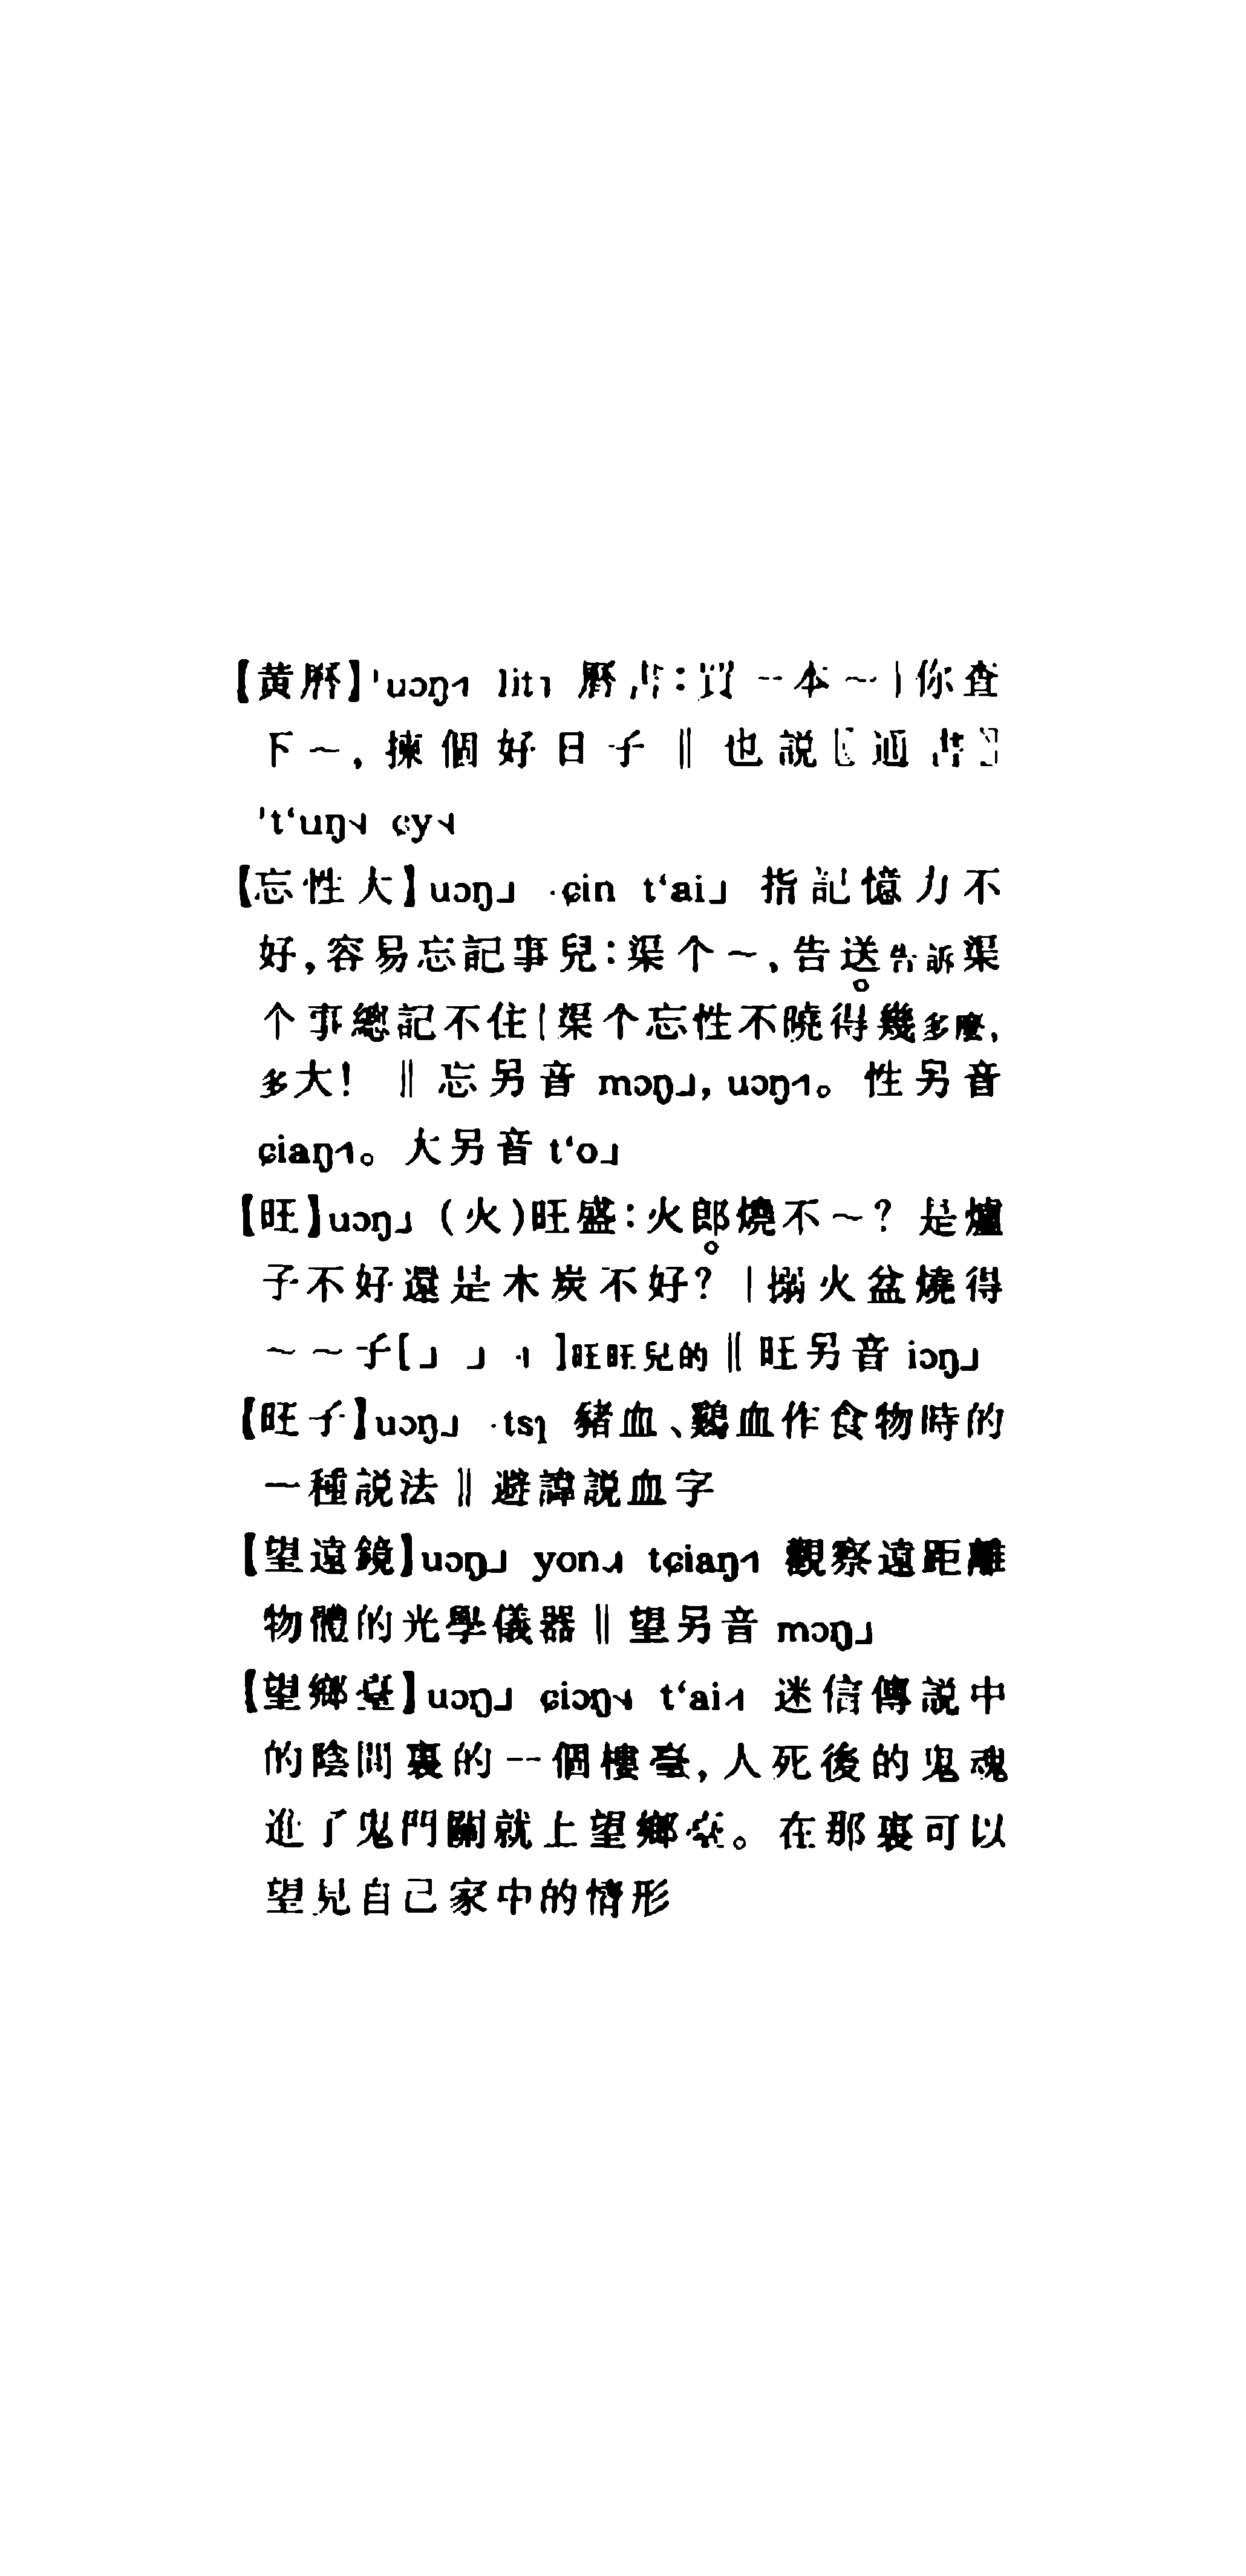 【黄曆】'uɔŋ˧ lit˥ 曆書：買一本～｜你查
下～，揀個好日子‖也説〖通書〗
'tʻuŋ˨ ɕy˨
【忘性大】uɔŋ˩ ·ɕin tʻai˩ 指記憶力不
好，容易忘記事兒：渠个～，告送告訴渠
个事總記不住｜渠个忘性不曉得幾多麼，
多大！ ‖忘另音 mɔŋ˩，uɔŋ˧。性另音
ɕiaŋ˧。大另音 tʻo˩
【旺】uɔŋ˩（火）旺盛：火郎燒不～？是爐
子不好還是木炭不好？｜搦火盆燒得
～～子［˩ ˩ ·˧］旺旺兒的‖旺另音 iɔŋ˩
【旺子】uɔŋ˩ ·tsɿ 豬血、鷄血作食物時的
一種説法‖避諱説血字
【望遠鏡】uɔŋ˩ yon˨ tɕiaŋ˧ 觀察遠距離
物體的光學儀器‖望另音 mɔŋ˩
【望鄉臺】uɔŋ˩ ɕiɔŋ˨ tʻai˧ 迷信傳説中
的陰間裏的一個樓臺，人死後的鬼魂
進了鬼門關就上望鄉臺。在那裏可以
望見自己家中的情形